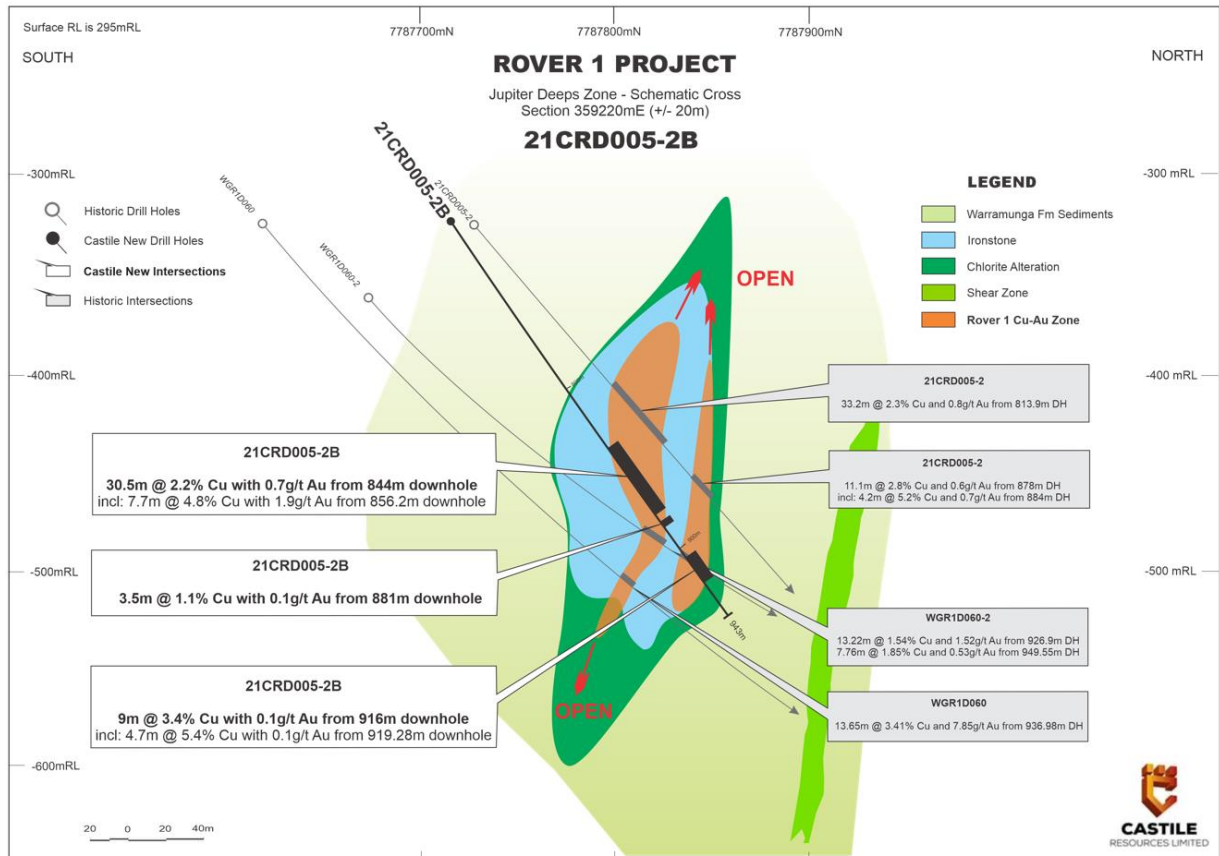 Surface RL is 295mRL
7787700mN
7787800mN
7787900mN
SOUTH
NORTH
ROVER 1 PROJECT
Jupiter Deeps Zone - Schematic Cross
Section 359220mE (+/- 20m)
21CRD005-2B
-300mRL
-300 mRL
Historic Drill Holes
Castile New Drill Holes
Castile New Intersections
Historic Intersections
WGR1D060
WGR1D060-2
21CRD005-2B
21CRD005-2
LEGEND
Warramunga Fm Sediments
Ironstone
Chlorite Alteration
Shear Zone
Rover 1 Cu-Au Zone
OPEN
-400mRL
-400 mRL
21CRD005-2
33.2m @ 2.3% Cu and 0.8g/t Au from 813.9m DH
21CRD005-2B
30.5m @ 2.2% Cu with 0.7g/t Au from 844m downhole
incl: 7.7m @ 4.8% Cu with 1.9g/t Au from 856.2m downhole
21CRD005-2
11.1m @ 2.8% Cu and 0.6g/t Au from 878m DH
incl: 4.2m @ 5.2% Cu and 0.7g/t Au from 884m DH
-500mRL
-500 mRL
21CRD005-2B
3.5m @ 1.1% Cu with 0.1g/t Au from 881m downhole
943m
WGR1D060-2
13.22m @ 1.54% Cu and 1.52g/t Au from 926.9m DH
7.76m @ 1.85% Cu and 0.53g/t Au from 949.55m DH
21CRD005-2B
9m @ 3.4% Cu with 0.1g/t Au from 916m downhole
incl: 4.7m @ 5.4% Cu with 0.1g/t Au from 919.28m downhole
WGR1D060
13.65m @ 3.41% Cu and 7.85g/t Au from 936.98m DH
OPEN
-600mRL
20 0 20 40m
CASTILE
RESOURCES LIMITED